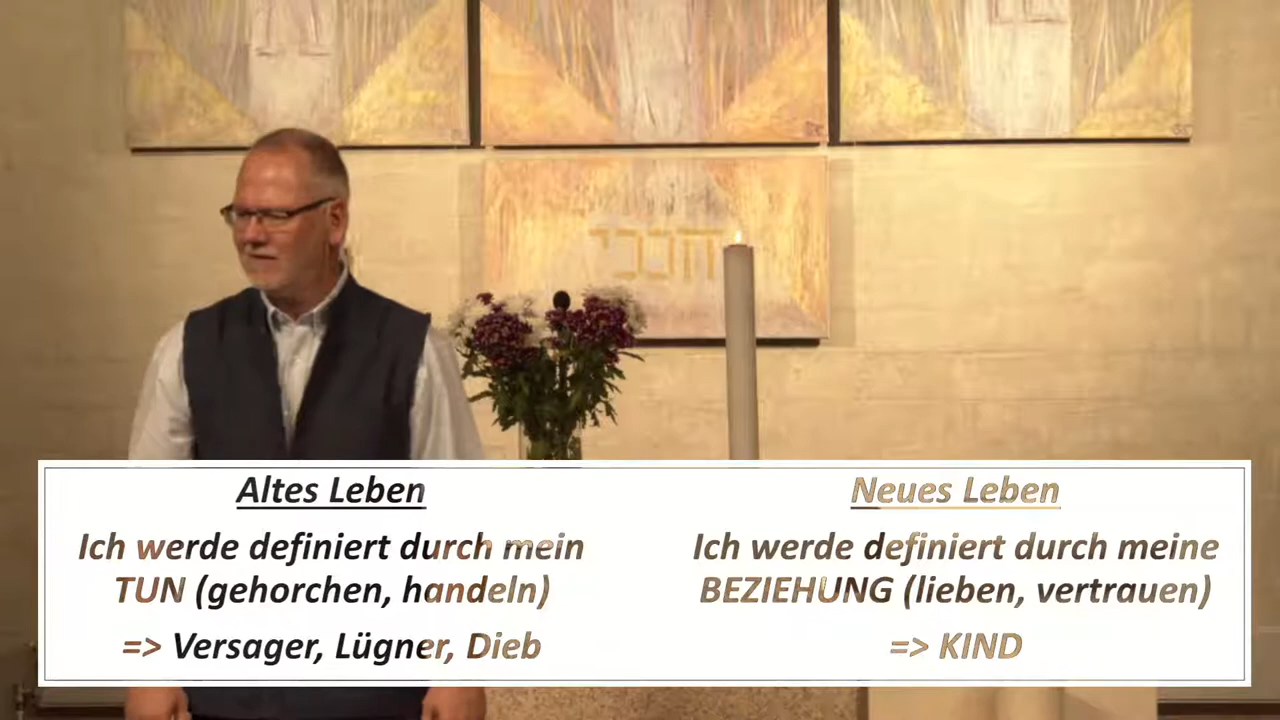 הנני
Altes Leben
Ich werde definiert durch mein
TUN (gehorchen, handeln)
=> Versager, Lügner, Dieb
Neues Leben
Ich werde definiert durch meine
BEZIEHUNG (lieben, vertrauen)
=> KIND